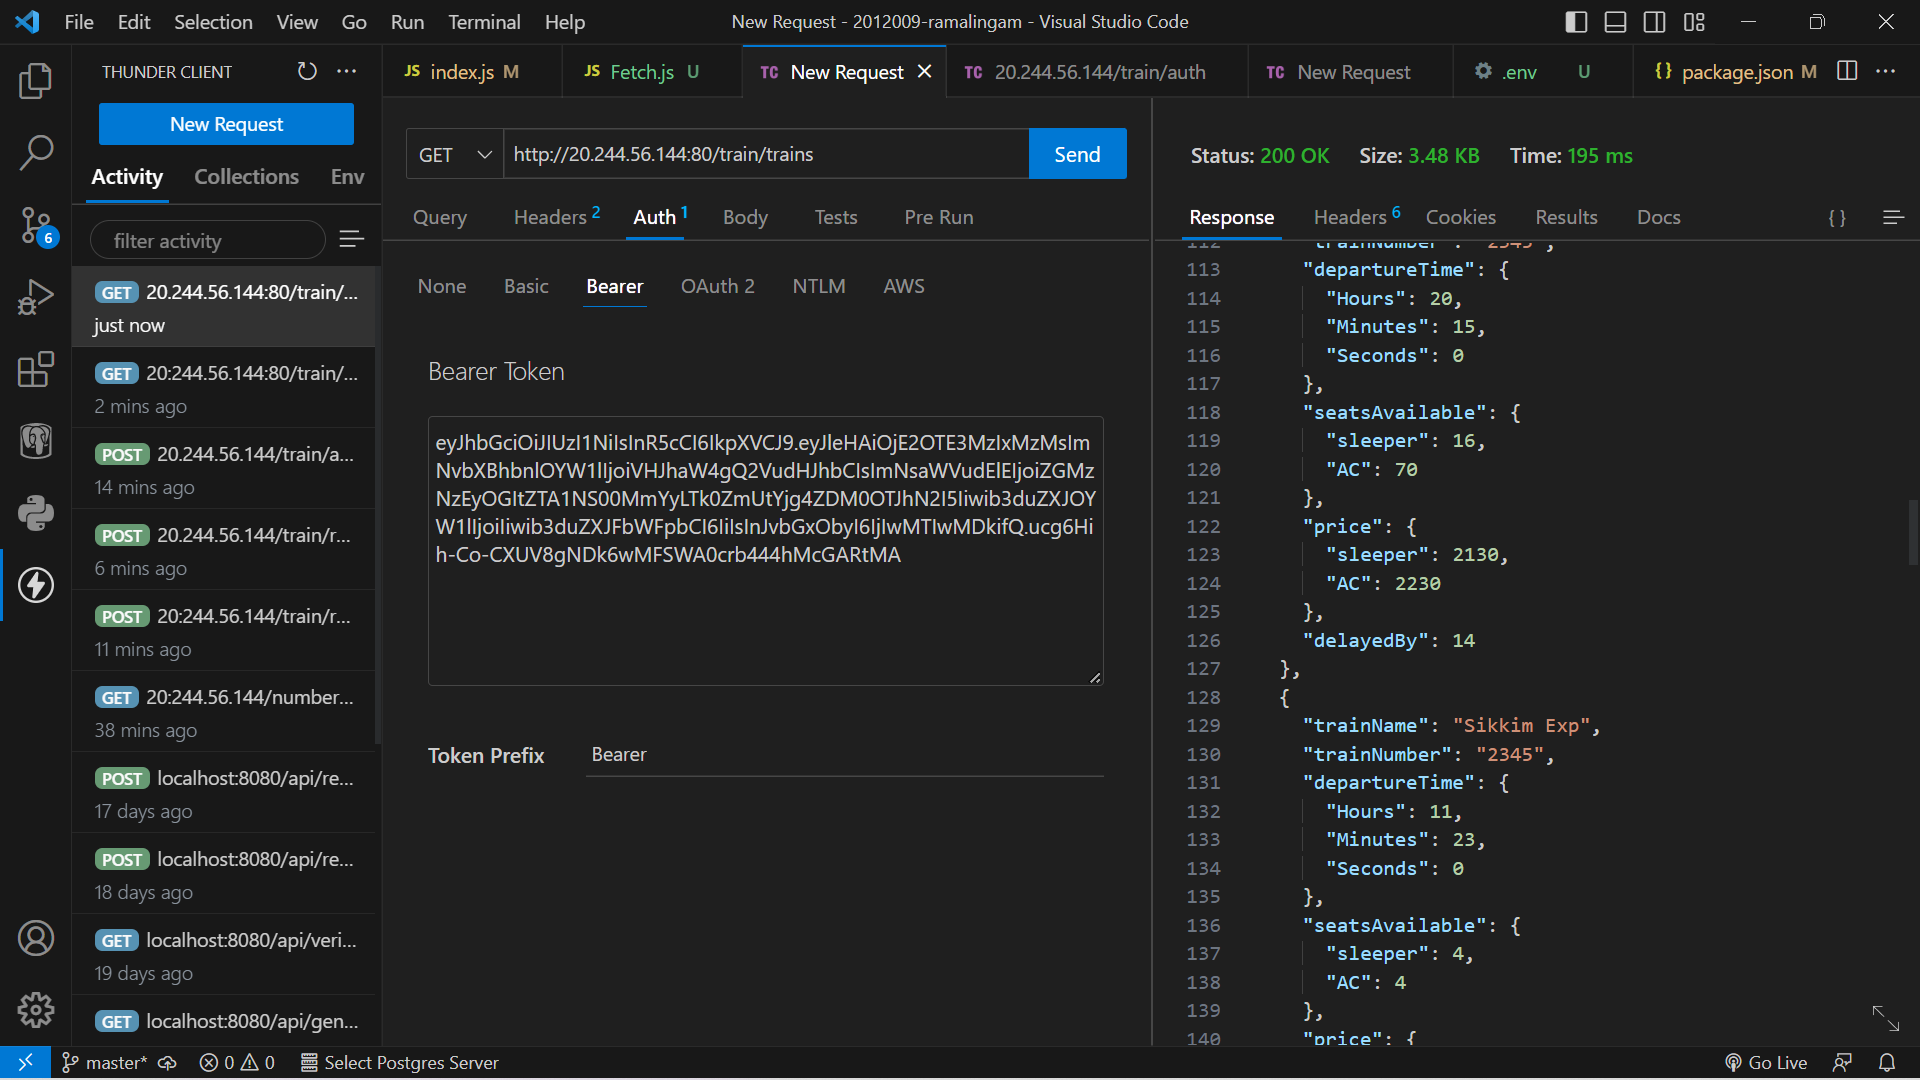 File Edit Selection View Go Run Terminal Help
New Request - 2012009-ramalingam - Visual Studio Code
THUNDER CLIENT
New Request
Activity Collections Env
filter activity
GET 20.244.56.144:80/train/...
just now
GET 20:244.56.144:80/train/...
2 mins ago
POST 20.244.56.144/train/a...
14 mins ago
POST 20.244.56.144/train/r...
6 mins ago
POST 20:244.56.144/train/r...
11 mins ago
GET 20:244.56.144/number...
38 mins ago
POST localhost:8080/api/re...
17 days ago
POST localhost:8080/api/re...
18 days ago
GET localhost:8080/api/veri...
19 days ago
GET localhost:8080/api/gen...
6
JS index.js M
JS Fetch.js U
TC New Request
TC 20.244.56.144/train/auth
TC New Request
.env U
{} package.json M
GET http://20.244.56.144:80/train/trains Send
Query Headers 2 Auth 1 Body Tests Pre Run
None Basic Bearer OAuth 2 NTLM AWS
Bearer Token
eyJhbGciOiJIUzI1NiIsInR5cCI6IkpXVCJ9.eyJleHAiOjE2OTE3MzIxMzMsIm
NvbXBhbnlOYW1lIjoiVHJhaW4gQ2VudHJhbCIsImNsaWVudElEIjoiZGMz
NzEyOGItZTA1NS00MmYyLTk0ZmUtYjg4ZDM0OTJhN2I5Iiwib3duZXJOY
W1lIjoiIiwib3duZXJFbWFpbCI6IiIsInJvbGxObyI6IjIwMTIwMDkifQ.ucg6Hi
h-Co-CXUV8gNDk6wMFSWA0crb444hMcGARtMA
Token Prefix Bearer
Status: 200 OK Size: 3.48 KB Time: 195 ms
Response Headers 6 Cookies Results Docs { }
112 "trainNumber": "2345",
113 "departureTime": {
114 "Hours": 20,
115 "Minutes": 15,
116 "Seconds": 0
117 },
118 "seatsAvailable": {
119 "sleeper": 16,
120 "AC": 70
121 },
122 "price": {
123 "sleeper": 2130,
124 "AC": 2230
125 },
126 "delayedBy": 14
127 },
128 {
129 "trainName": "Sikkim Exp",
130 "trainNumber": "2345",
131 "departureTime": {
132 "Hours": 11,
133 "Minutes": 23,
134 "Seconds": 0
135 },
136 "seatsAvailable": {
137 "sleeper": 4,
138 "AC": 4
139 },
140 "price": {
master* 0 0 Select Postgres Server
Go Live